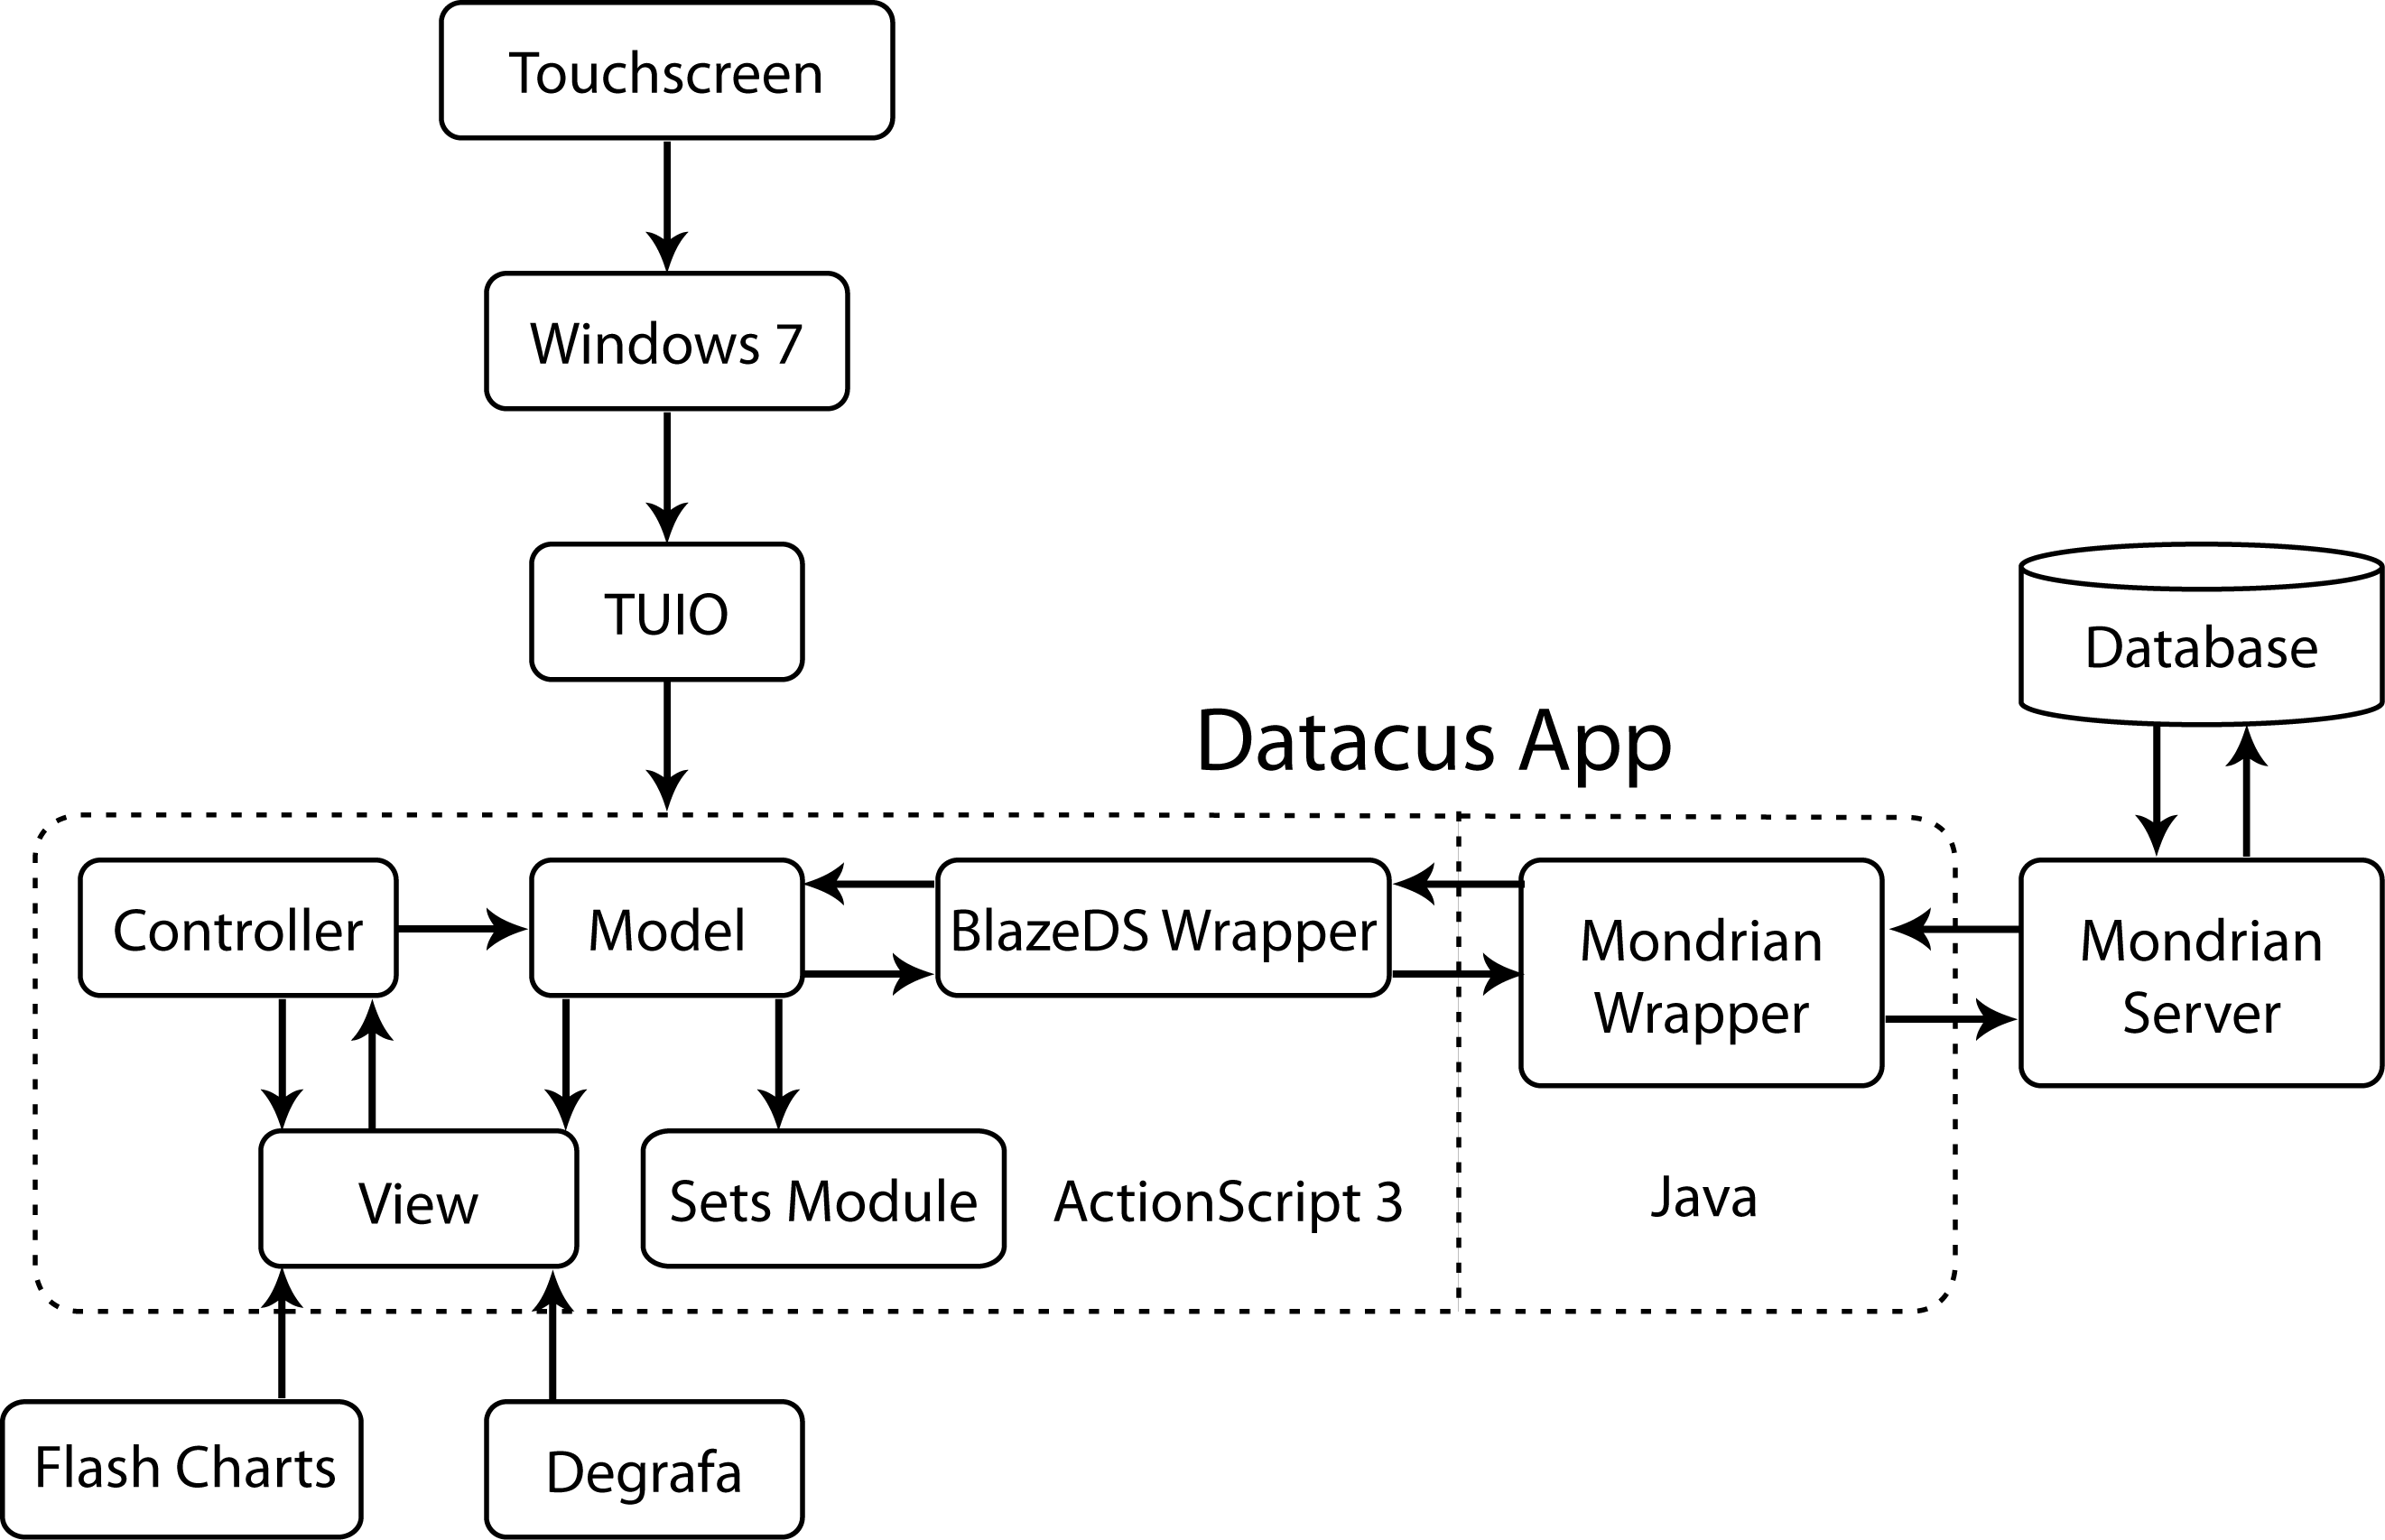 Touchscreen
Windows 7
TUIO
Database
Datacus App
Controller
Model
BlazeDS Wrapper
Mondrian
Wrapper
Mondrian
Server
View
Sets Module
ActionScript 3
Java
Flash Charts
Degrafa